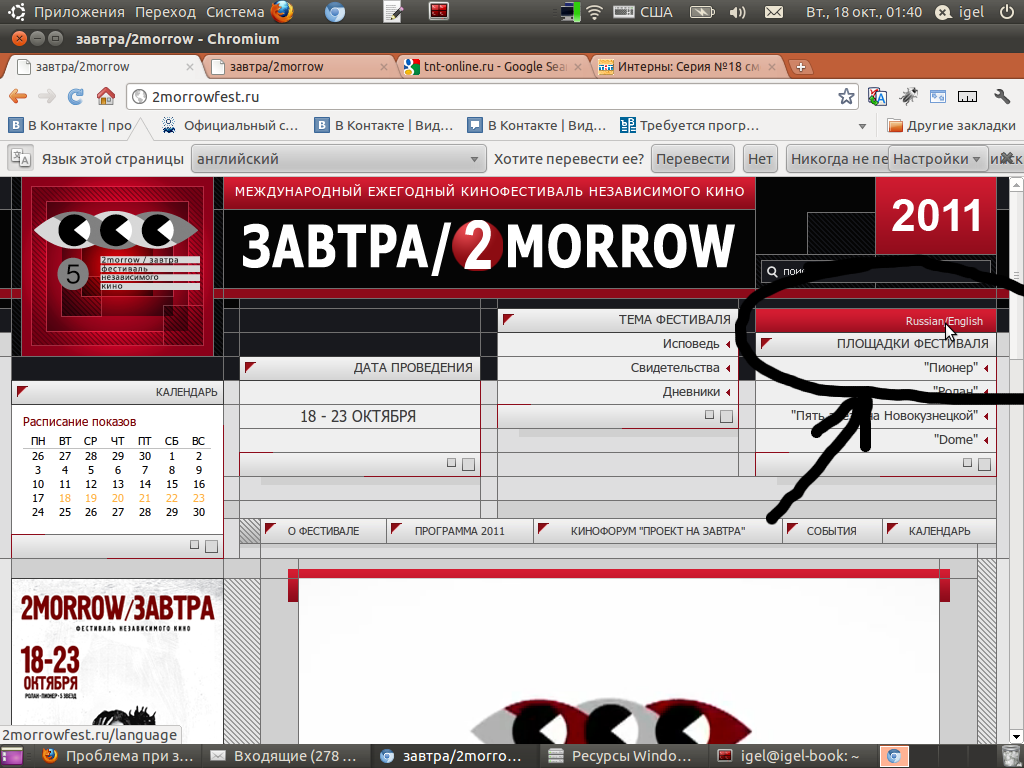 Приложения Переход Система США Вт., 18 окт., 01:40 igel
завтра/2morrow - Chromium
завтра/2morrow завтра/2morrow tnt-online.ru - Google Sea Интерны: Серия №18 см
2morrowfest.ru
В Контакте | про Официальный с... В Контакте | Вид... В Контакте | Вид... Требуется прогр... Другие закладки
Язык этой страницы английский Хотите перевести ее? Перевести Нет Никогда не пе Настройки
МЕЖДУНАРОДНЫЙ ЕЖЕГОДНЫЙ КИНОФЕСТИВАЛЬ НЕЗАВИСИМОГО КИНО
ЗАВТРА/2MORROW
2011
5
2morrow / завтра
фестиваль
независимого
кино
Russian/English
ТЕМА ФЕСТИВАЛЯ
Исповедь
Свидетельства
Дневники
ПЛОЩАДКИ ФЕСТИВАЛЯ
"Пионер"
"Ролан"
"Пять на Новокузнецкой"
"Dome"
ДАТА ПРОВЕДЕНИЯ
18 - 23 ОКТЯБРЯ
КАЛЕНДАРЬ
Расписание показов
ПН ВТ СР ЧТ ПТ СБ ВС
26 27 28 29 30 1 2
3 4 5 6 7 8 9
10 11 12 13 14 15 16
17 18 19 20 21 22 23
24 25 26 27 28 29 30
О ФЕСТИВАЛЕ ПРОГРАММА 2011 КИНОФОРУМ "ПРОЕКТ НА ЗАВТРА" СОБЫТИЯ КАЛЕНДАРЬ
2MORROW/ЗАВТРА
ФЕСТИВАЛЬ НЕЗАВИСИМОГО КИНО
18-23
ОКТЯБРЯ
РОЛАН·ПИОНЕР·5 ЗВЕЗД
2morrowfest.ru/language
Проблема при з... Входящие (278 ... завтра/2morro... Ресурсы Windo... igel@igel-book: ~